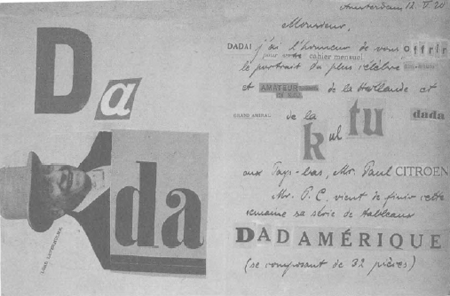 Da
da
Amsterdam 12. V. 20
Monsieur,
DADA! j'ai l'honneur de vous offrir
pour votre cahier mensuel
le portrait du plus célèbre
et AMATEUR de la Hollande et
de la kultu dada
aux Pays-bas, Mr. Paul CITROEN
Mr. P.C. vient de finir cette
semaine sa série de tableaux
DADAMÉRIQUE
(se composant de 32 pièces)